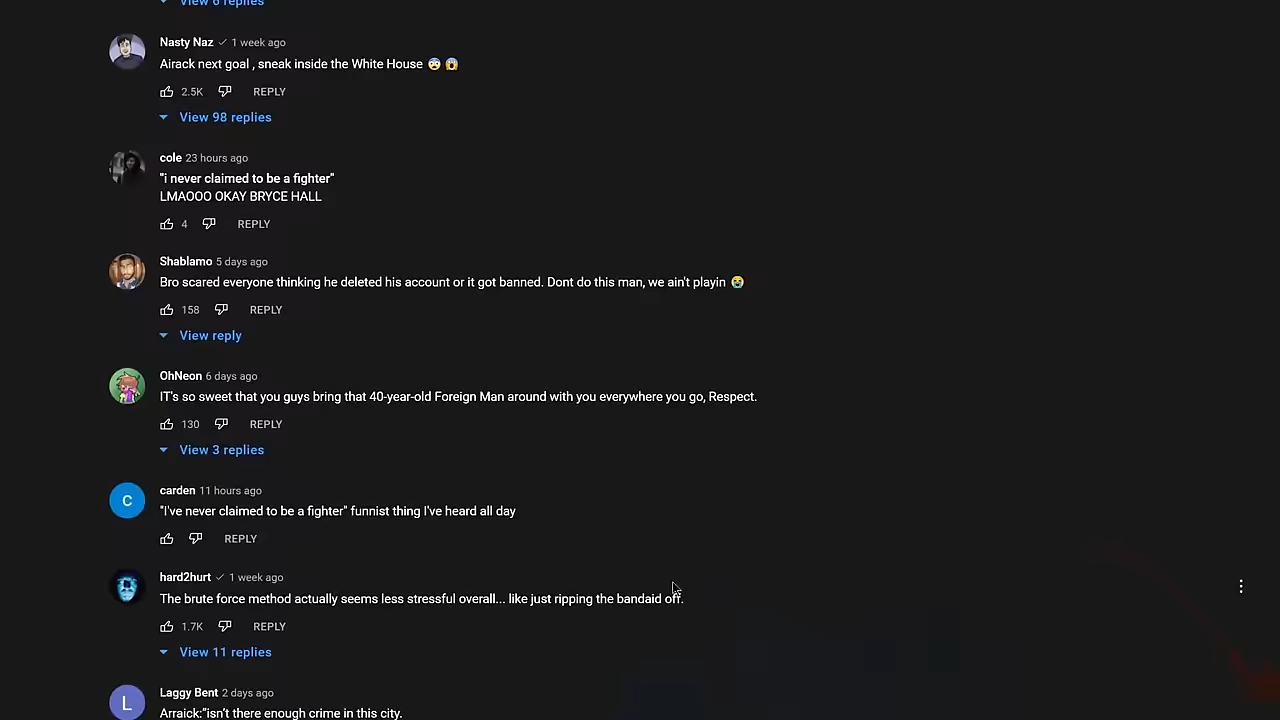 View 6 replies
Nasty Naz 1 week ago
Airack next goal , sneak inside the White House 😨 😱
2.5K REPLY
View 98 replies
cole 23 hours ago
"i never claimed to be a fighter"
LMAOOO OKAY BRYCE HALL
4 REPLY
Shablamo 5 days ago
Bro scared everyone thinking he deleted his account or it got banned. Dont do this man, we ain't playin 😭
158 REPLY
View reply
OhNeon 6 days ago
IT's so sweet that you guys bring that 40-year-old Foreign Man around with you everywhere you go, Respect.
130 REPLY
View 3 replies
C
carden 11 hours ago
"I've never claimed to be a fighter" funnist thing I've heard all day
REPLY
hard2hurt 1 week ago
The brute force method actually seems less stressful overall... like just ripping the bandaid off.
1.7K REPLY
View 11 replies
L
Laggy Bent 2 days ago
Arraick:"isn't there enough crime in this city.